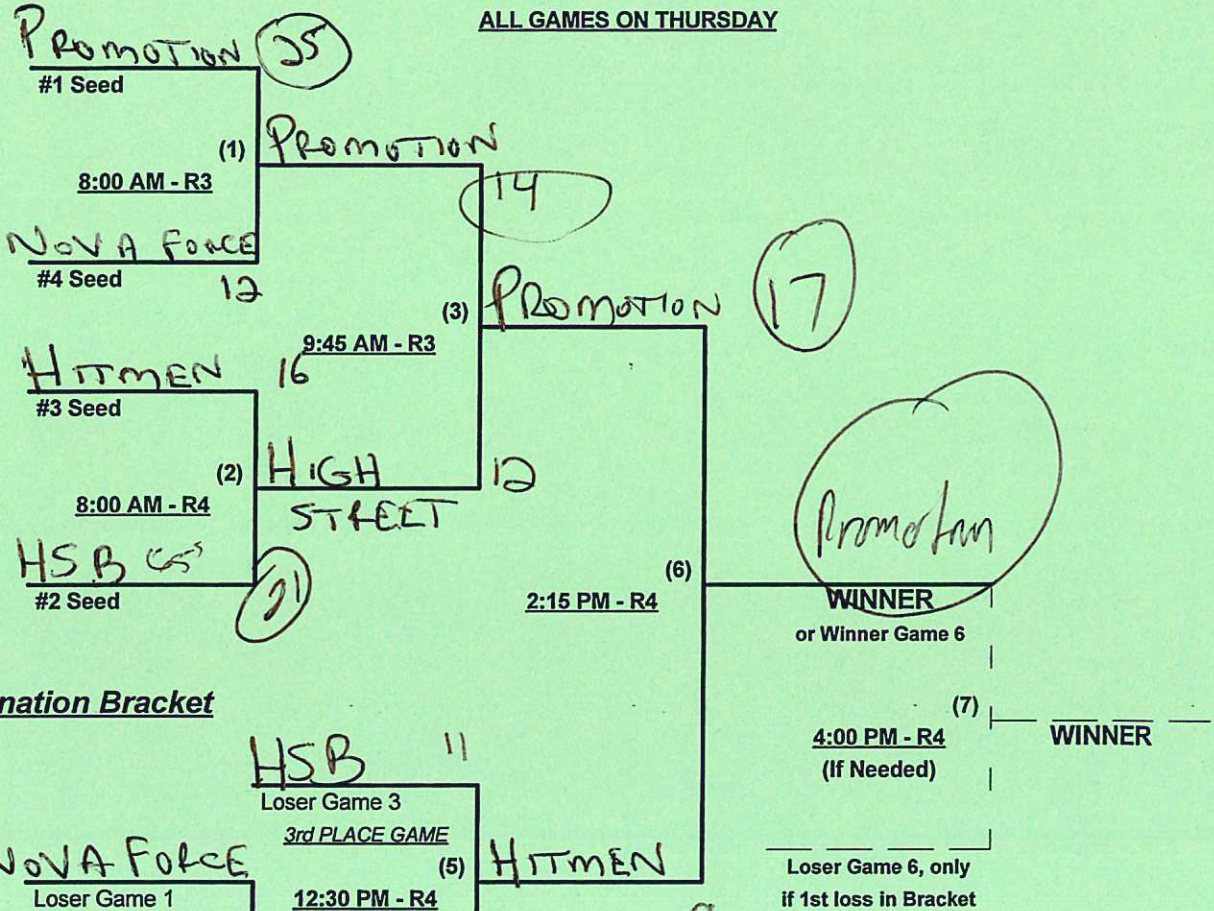 ALL GAMES ON THURSDAY
PROMOTION 25
#1 Seed
(1) PROMOTION
8:00 AM - R3
14
NOVA FORCE
#4 Seed 12
(3) PROMOTION 17
9:45 AM - R3
HITMEN 16
#3 Seed
(2) HIGH STREET 12
8:00 AM - R4
HSB
#2 Seed 21
(6) Promotion
2:15 PM - R4
WINNER
or Winner Game 6
nation Bracket
(7)
4:00 PM - R4
(If Needed)
WINNER
HSB 11
Loser Game 3
3rd PLACE GAME
NOVA FORCE
Loser Game 1
(5) HITMEN
12:30 PM - R4
Loser Game 6, only
if 1st loss in Bracket